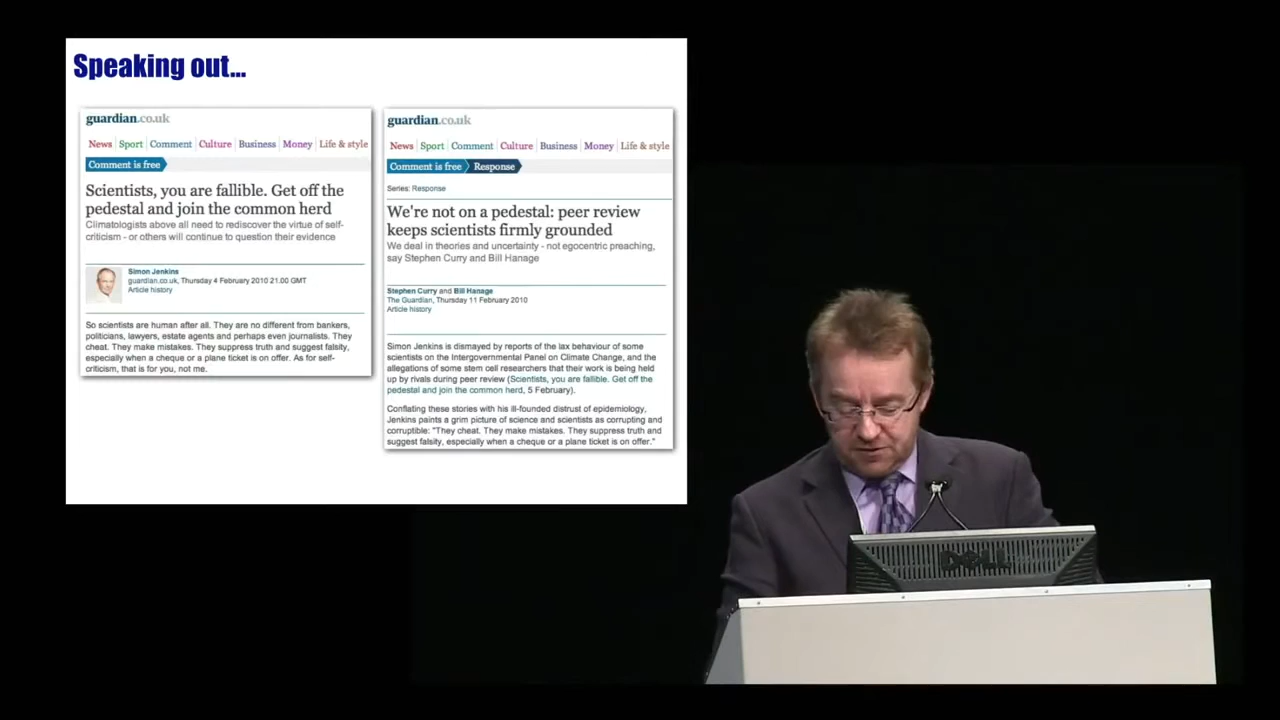 Speaking out...
guardian.co.uk
News Sport Comment Culture Business Money Life & style
Comment is free
Scientists, you are fallible. Get off the
pedestal and join the common herd
Climatologists above all need to rediscover the virtue of self-
criticism - or others will continue to question their evidence
Simon Jenkins
guardian.co.uk, Thursday 4 February 2010 21.00 GMT
Article history
So scientists are human after all. They are no different from bankers,
politicians, lawyers, estate agents and perhaps even journalists. They
cheat. They make mistakes. They suppress truth and suggest falsity,
especially when a cheque or a plane ticket is on offer. As for self-
criticism, that is for you, not me.
guardian.co.uk
News Sport Comment Culture Business Money Life & style
Comment is free Response
Series: Response
We're not on a pedestal: peer review
keeps scientists firmly grounded
We deal in theories and uncertainty - not egocentric preaching,
say Stephen Curry and Bill Hanage
Stephen Curry and Bill Hanage
The Guardian, Thursday 11 February 2010
Article history
Simon Jenkins is dismayed by reports of the lax behaviour of some
scientists on the Intergovernmental Panel on Climate Change, and the
allegations of some stem cell researchers that their work is being held
up by rivals during peer review (Scientists, you are fallible. Get off the
pedestal and join the common herd, 5 February).
Conflating these stories with his ill-founded distrust of epidemiology,
Jenkins paints a grim picture of science and scientists as corrupting and
corruptible: "They cheat. They make mistakes. They suppress truth and
suggest falsity, especially when a cheque or a plane ticket is on offer."
DELL